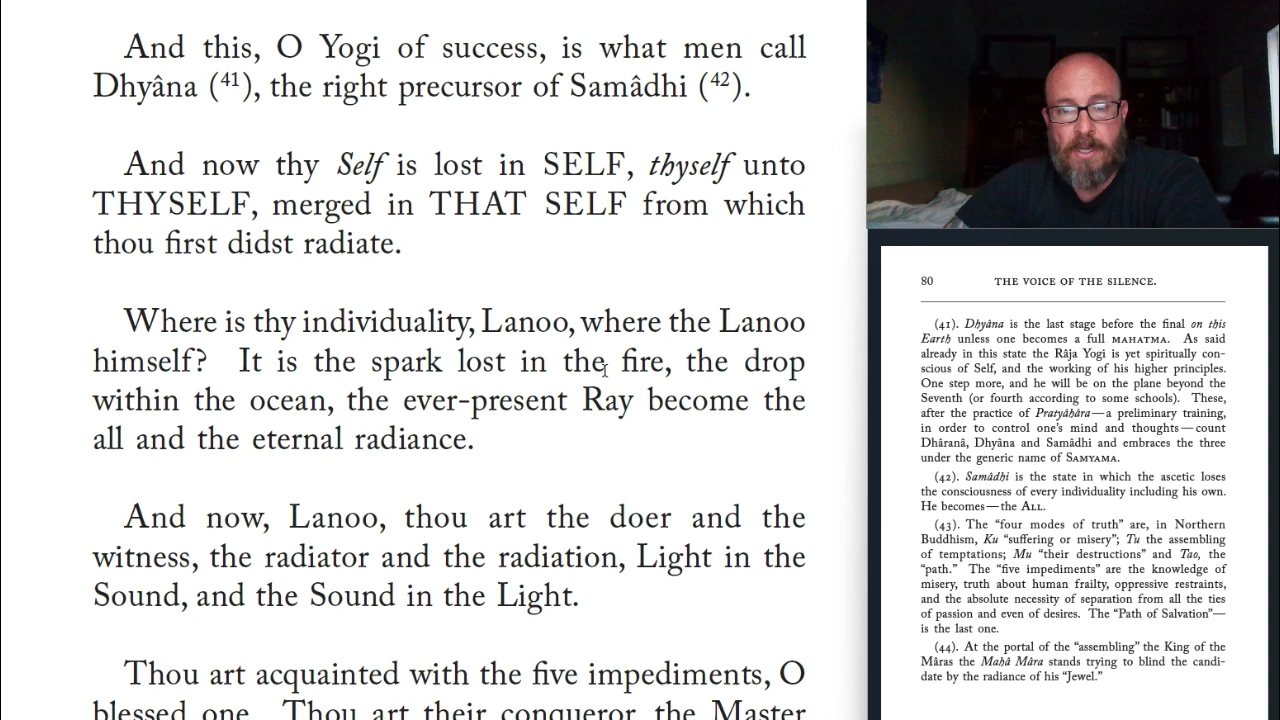 And this, O Yogi of success, is what men call
Dhyâna (41), the right precursor of Samâdhi (42).
And now thy Self is lost in SELF, thyself unto
THYSELF, merged in THAT SELF from which
thou first didst radiate.
Where is thy individuality, Lanoo, where the Lanoo
himself? It is the spark lost in the fire, the drop
within the ocean, the ever-present Ray become the
all and the eternal radiance.
And now, Lanoo, thou art the doer and the
witness, the radiator and the radiation, Light in the
Sound, and the Sound in the Light.
Thou art acquainted with the five impediments, O
blessed one. Thou art their conqueror, the Master
80 THE VOICE OF THE SILENCE.
(41). Dhyâna is the last stage before the final on this
Earth unless one becomes a full MAHATMA. As said
already in this state the Râja Yogi is yet spiritually con-
scious of Self, and the working of his higher principles.
One step more, and he will be on the plane beyond the
Seventh (or fourth according to some schools). These,
after the practice of Pratyâhâra—a preliminary training,
in order to control one's mind and thoughts—count
Dhâranâ, Dhyâna and Samâdhi and embraces the three
under the generic name of SAMYAMA.
(42). Samâdhi is the state in which the ascetic loses
the consciousness of every individuality including his own.
He becomes—the ALL.
(43). The "four modes of truth" are, in Northern
Buddhism, Ku "suffering or misery"; Tu the assembling
of temptations; Mu "their destructions" and Tao, the
"path." The "five impediments" are the knowledge of
misery, truth about human frailty, oppressive restraints,
and the absolute necessity of separation from all the ties
of passion and even of desires. The "Path of Salvation"—
is the last one.
(44). At the portal of the "assembling" the King of the
Mâras the Mahâ Mâra stands trying to blind the candi-
date by the radiance of his "Jewel."